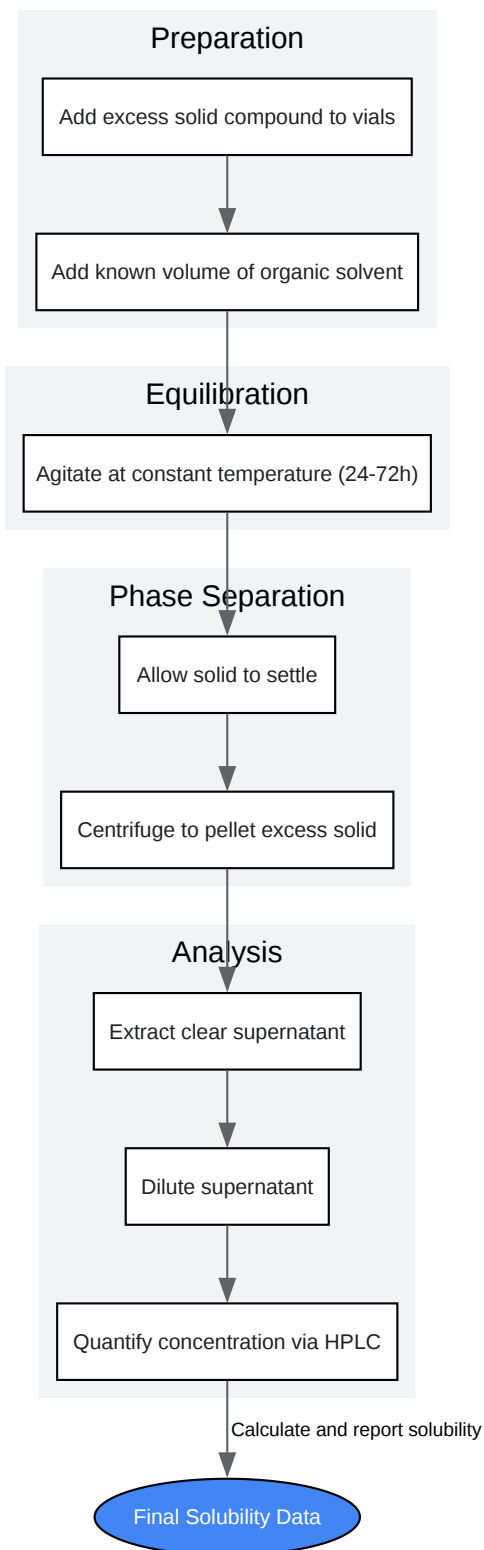 Preparation
Add excess solid compound to vials
Add known volume of organic solvent
Equilibration
Agitate at constant temperature (24-72h)
Phase Separation
Allow solid to settle
Centrifuge to pellet excess solid
Analysis
Extract clear supernatant
Dilute supernatant
Quantify concentration via HPLC
Calculate and report solubility
Final Solubility Data